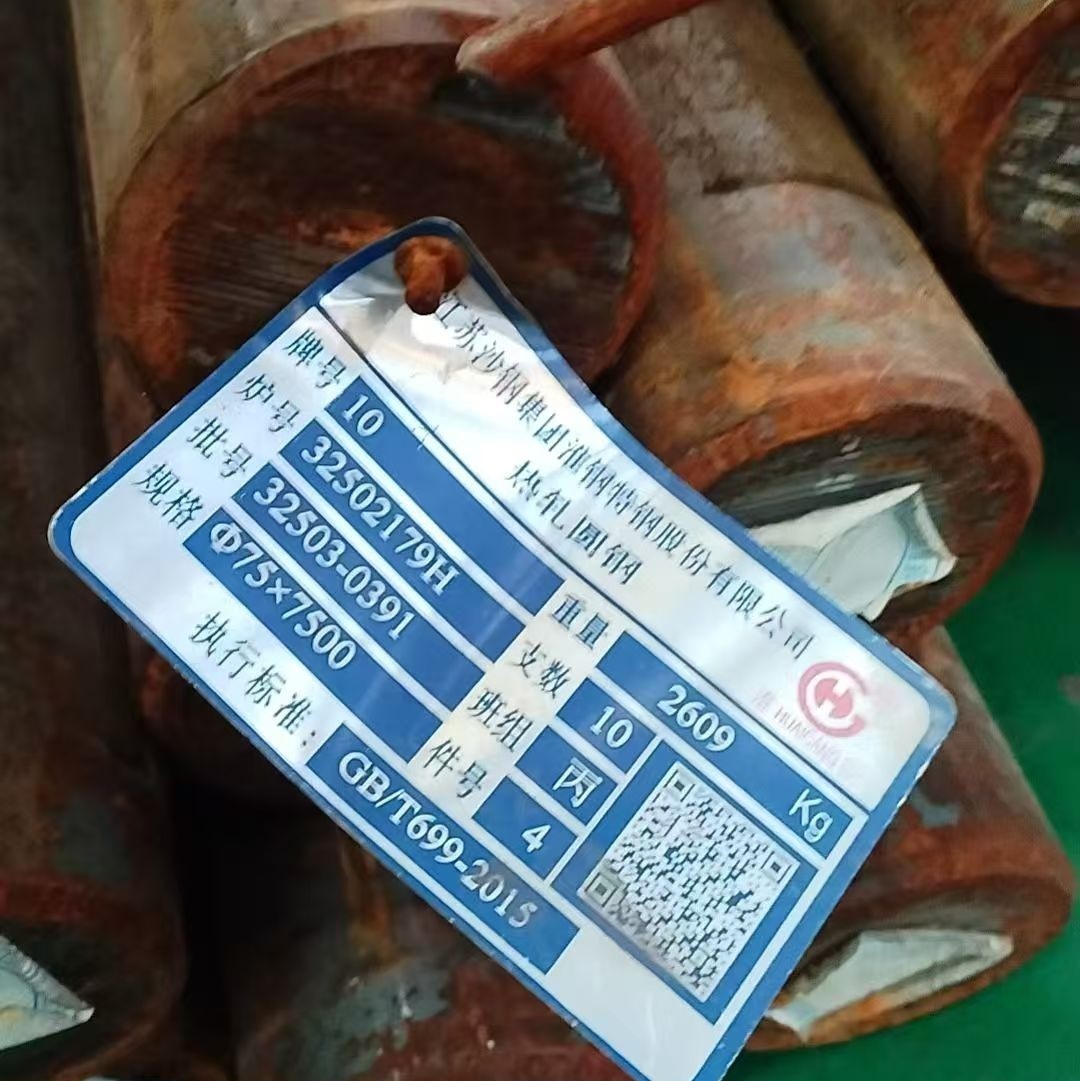 江苏沙钢集团淮钢特钢股份有限公司
热轧圆钢
牌号 10
炉号 32502179H 重量 2609 Kg
批号 32503-0391 支数 10
规格 Φ75×7500 班组 丙
件号 4
执行标准: GB/T699-2015
HUAIGANG